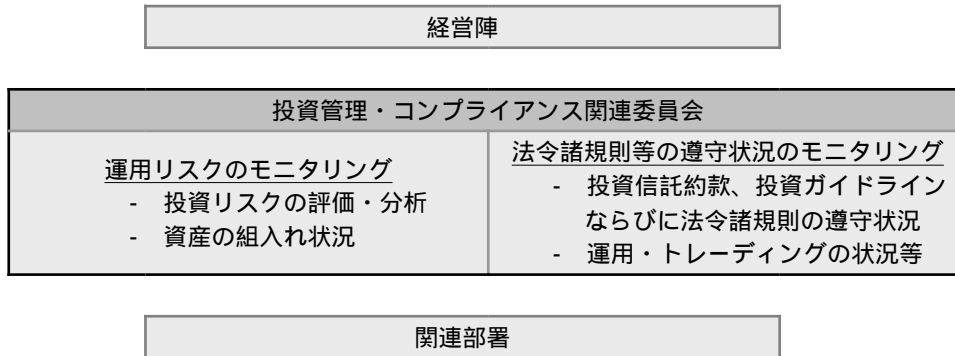 経営陣
投資管理・コンプライアンス関連委員会
運用リスクのモニタリング
- 投資リスクの評価・分析
- 資産の組入れ状況
法令諸規則等の遵守状況のモニタリング
- 投資信託約款、投資ガイドライン
ならびに法令諸規則の遵守状況
- 運用・トレーディングの状況等
関連部署